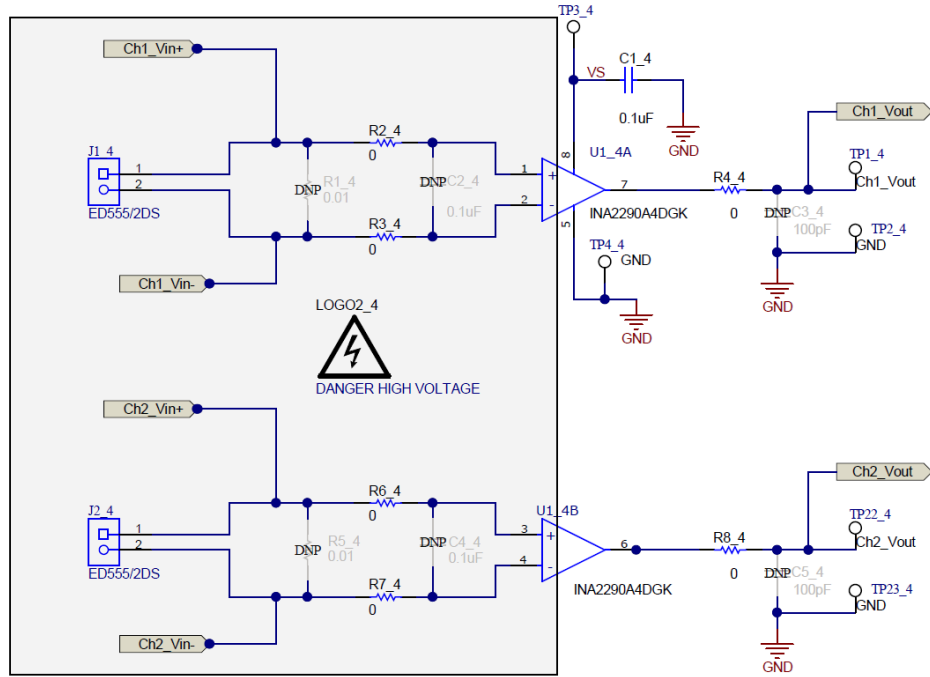 TP3_4
Ch1_Vin+
C1_4
VS
0.1uF
GND
Ch1_Vout
J1_4
1
2
ED555/2DS
R2_4
0
DNP
R1_4
0.01
DNP
C2_4
0.1uF
R3_4
0
1
+
2
-
8
5
U1_4A
7
INA2290A4DGK
R4_4
0
TP1_4
Ch1_Vout
DNP
C3_4
100pF
TP2_4
GND
GND
TP4_4
GND
GND
Ch1_Vin-
LOGO2_4
DANGER HIGH VOLTAGE
Ch2_Vin+
Ch2_Vout
J2_4
1
2
ED555/2DS
R6_4
0
DNP
R5_4
0.01
DNP
C4_4
0.1uF
R7_4
0
U1_4B
3
+
4
-
6
INA2290A4DGK
R8_4
0
TP22_4
Ch2_Vout
DNP
C5_4
100pF
TP23_4
GND
GND
Ch2_Vin-